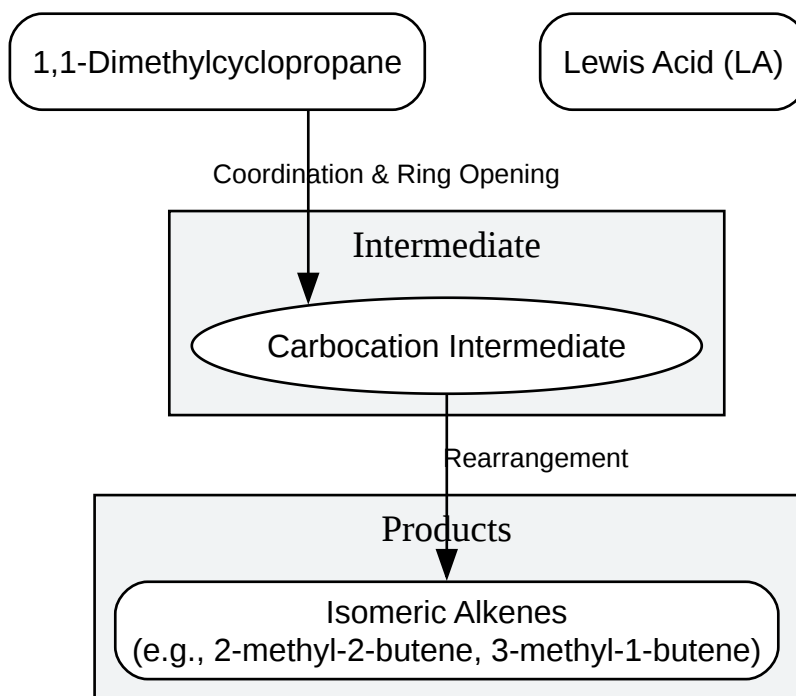 1,1-Dimethylcyclopropane
Lewis Acid (LA)
Coordination & Ring Opening
Intermediate
Carbocation Intermediate
Rearrangement
Products
Isomeric Alkenes
(e.g., 2-methyl-2-butene, 3-methyl-1-butene)